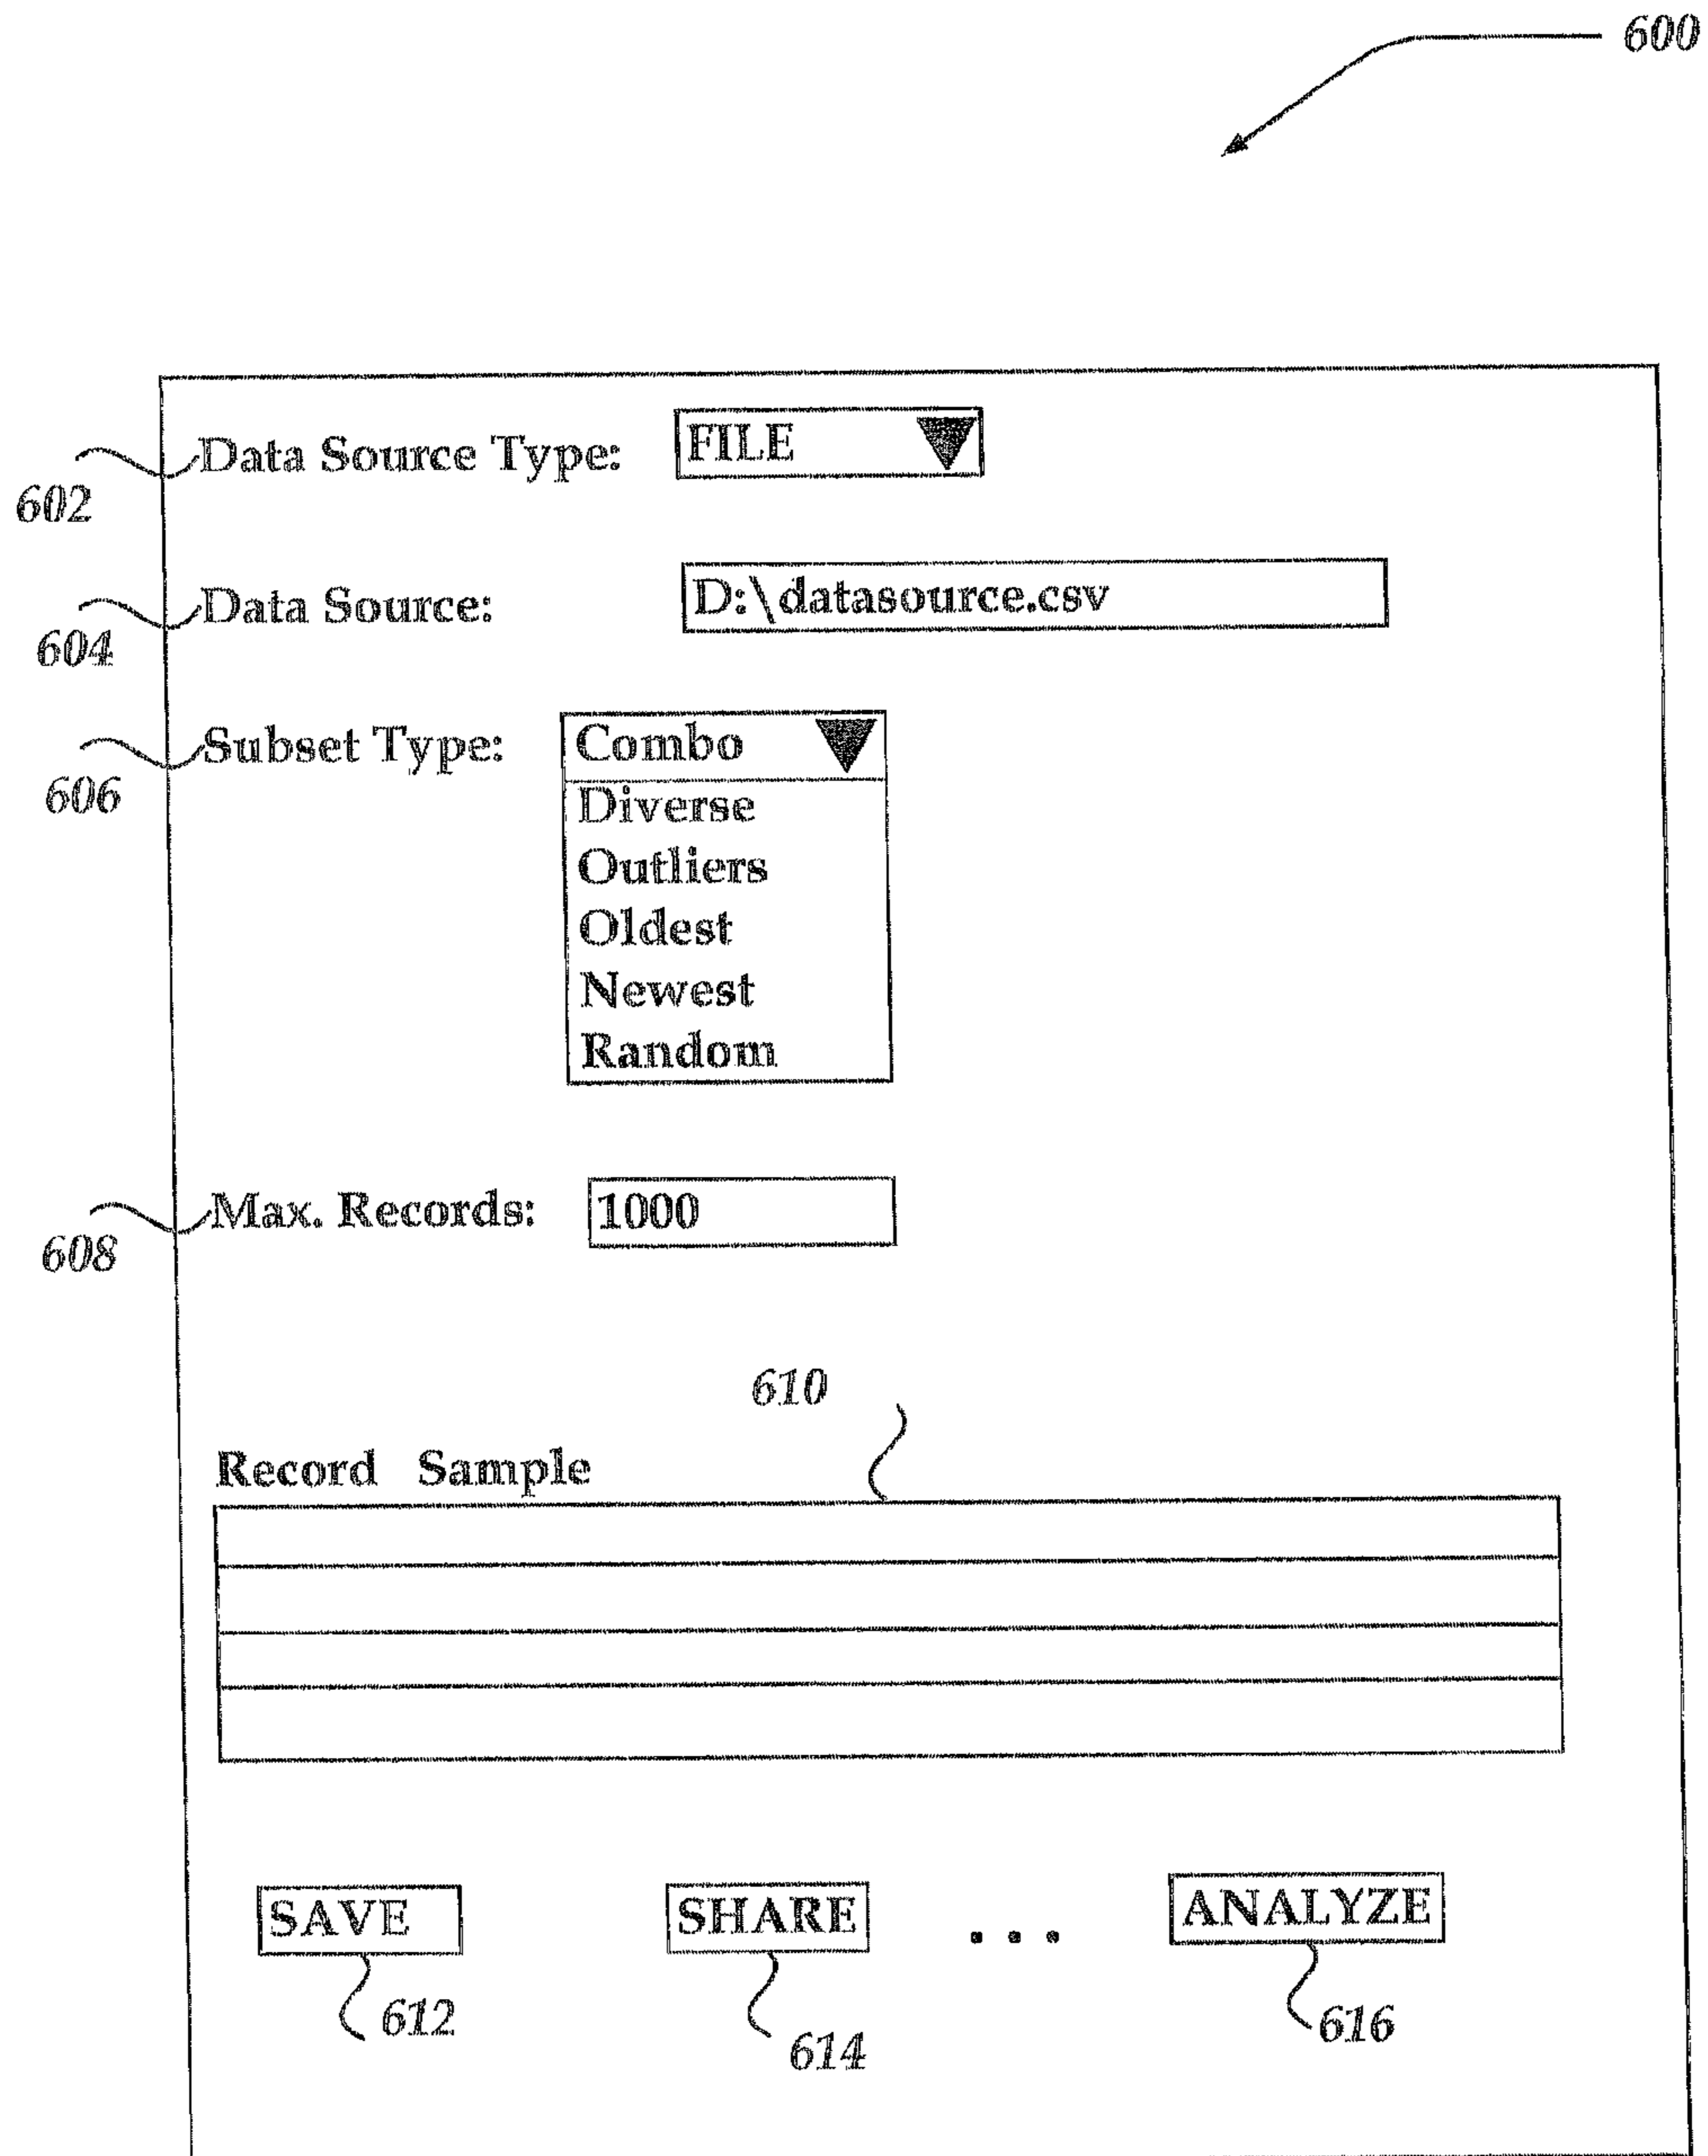 600
Data Source Type: FILE
602
Data Source: D:\datasource.csv
604
Subset Type: Combo
606
Diverse
Outliers
Oldest
Newest
Random
Max. Records: 1000
608
610
Record Sample
SAVE SHARE ... ANALYZE
612 614 616